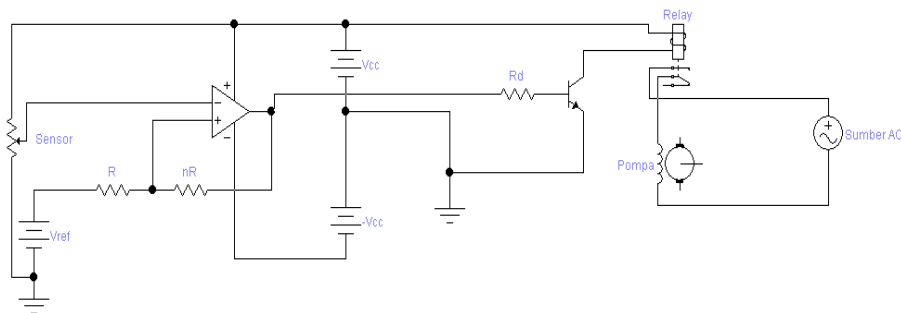 Relay
Vcc
Rd
Sensor
Sumber AC
R
nR
Pompa
-Vcc
Vref